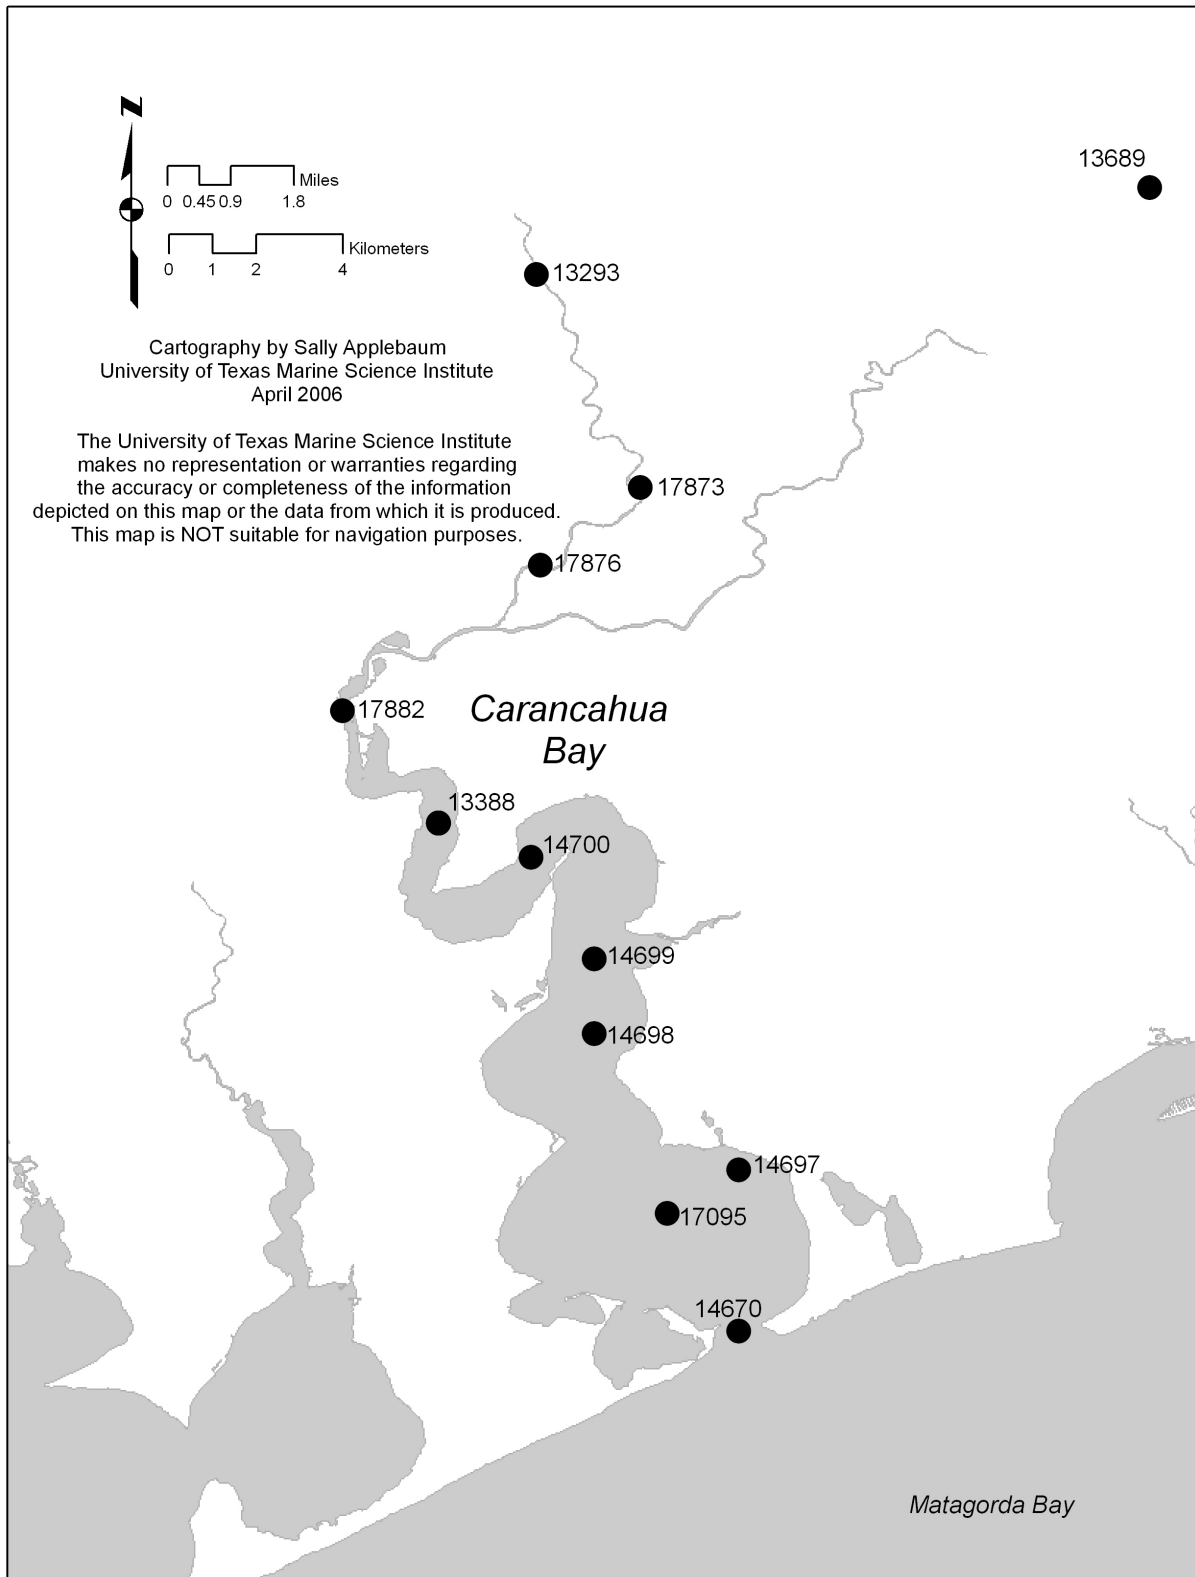 N
Miles
0 0.45 0.9 1.8
Kilometers
0 1 2 4
13689
13293
Cartography by Sally Applebaum
University of Texas Marine Science Institute
April 2006
The University of Texas Marine Science Institute
makes no representation or warranties regarding
the accuracy or completeness of the information
depicted on this map or the data from which it is produced.
This map is NOT suitable for navigation purposes.
17873
17876
17882
Carancahua
Bay
13388
14700
14699
14698
14697
17095
14670
Matagorda Bay